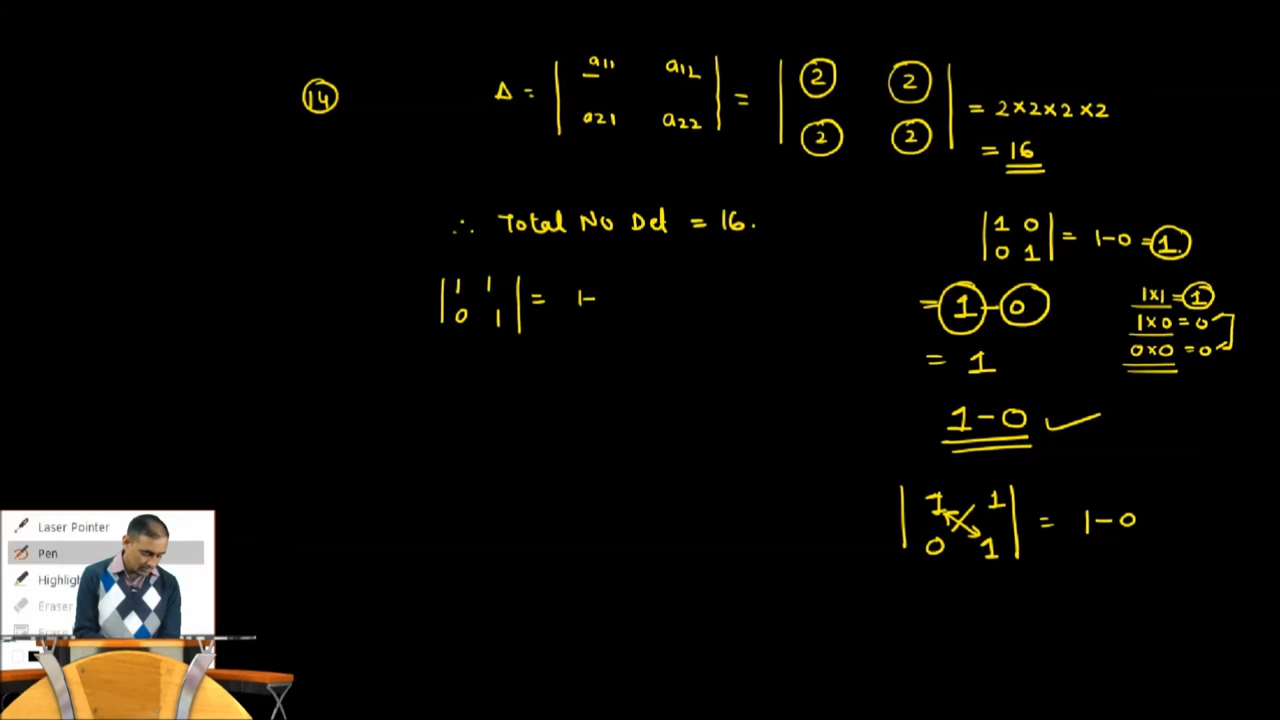 14
Δ = | a11 a12 | = | 2 2 | = 2×2×2×2
| a21 a22 | | 2 2 |
= 16
∴ Total No Det = 16.
| 1 0 | = 1-0 = 1.
| 0 1 |
| 1 1 | = 1-
| 0 1 |
= 1 - 0
= 1
1×1 = 1
1×0 = 0
0×0 = 0
1-0 ✓
| 1 1 | = 1-0
| 0 1 |
Laser Pointer
Pen
Highligh
Eraser